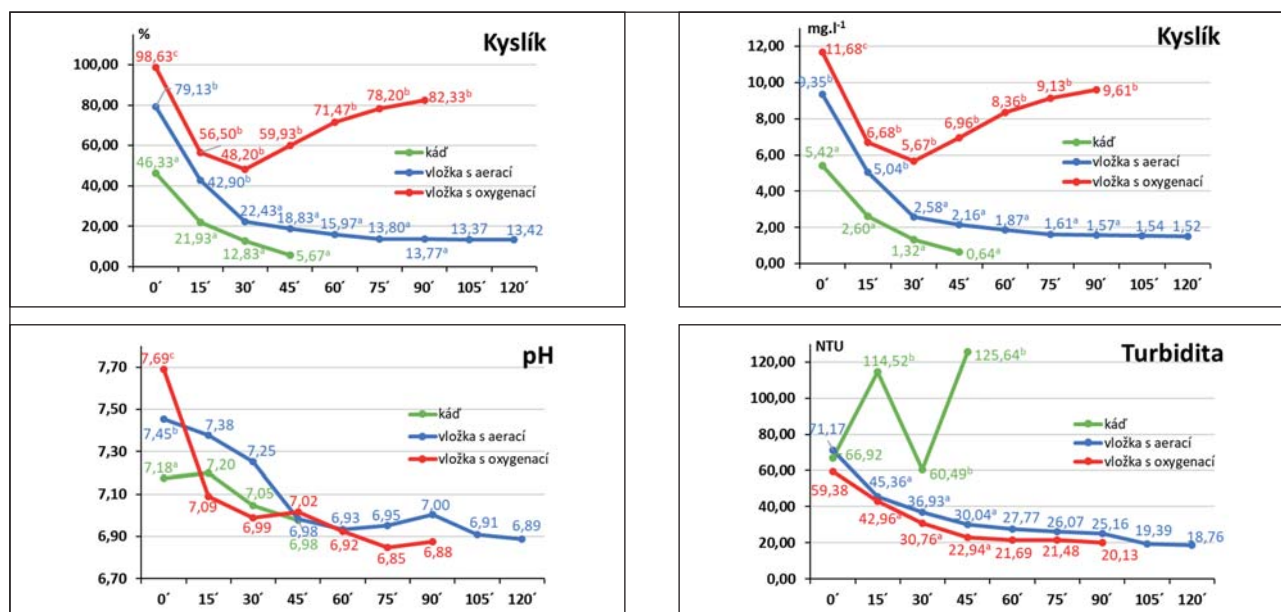 %
Kyslík
100,00
80,00
60,00
40,00
20,00
0,00
98,63ᶜ
79,13ᵇ
56,50ᵇ
48,20ᵇ
59,93ᵇ
71,47ᵇ
78,20ᵇ
82,33ᵇ
46,33ᵃ
42,90ᵇ
22,43ᵃ
18,83ᵃ
15,97ᵃ
13,80ᵃ
13,77ᵃ
13,37
13,42
21,93ᵃ
12,83ᵃ
5,67ᵃ
káď
vložka s aerací
vložka s oxygenací
0´ 15´ 30´ 45´ 60´ 75´ 90´ 105´ 120´
mg.l⁻¹
Kyslík
12,00
10,00
8,00
6,00
4,00
2,00
0,00
11,68ᶜ
9,35ᵇ
6,68ᵇ
5,67ᵇ
6,96ᵇ
8,36ᵇ
9,13ᵇ
9,61ᵇ
5,42ᵃ
5,04ᵇ
2,58ᵃ
2,16ᵃ
1,87ᵃ
1,61ᵃ
1,57ᵃ
1,54
1,52
2,60ᵃ
1,32ᵃ
0,64ᵃ
káď
vložka s aerací
vložka s oxygenací
0´ 15´ 30´ 45´ 60´ 75´ 90´ 105´ 120´
pH
7,70
7,50
7,30
7,10
6,90
6,70
7,69ᶜ
7,45ᵇ
7,38
7,25
7,18ᵃ
7,20
7,05
7,09
6,99
7,02
6,98
6,98
6,93
6,92
6,95
6,85
7,00
6,88
6,91
6,89
káď
vložka s aerací
vložka s oxygenací
0´ 15´ 30´ 45´ 60´ 75´ 90´ 105´ 120´
NTU
Turbidita
120,00
100,00
80,00
60,00
40,00
20,00
0,00
114,52ᵇ
125,64ᵇ
71,17
66,92
60,49ᵇ
59,38
45,36ᵃ
42,96ᵃ
36,93ᵃ
30,76ᵃ
30,04ᵃ
22,94ᵃ
27,77
21,69
26,07
21,48
25,16
20,13
19,39
18,76
káď
vložka s aerací
vložka s oxygenací
0´ 15´ 30´ 45´ 60´ 75´ 90´ 105´ 120´